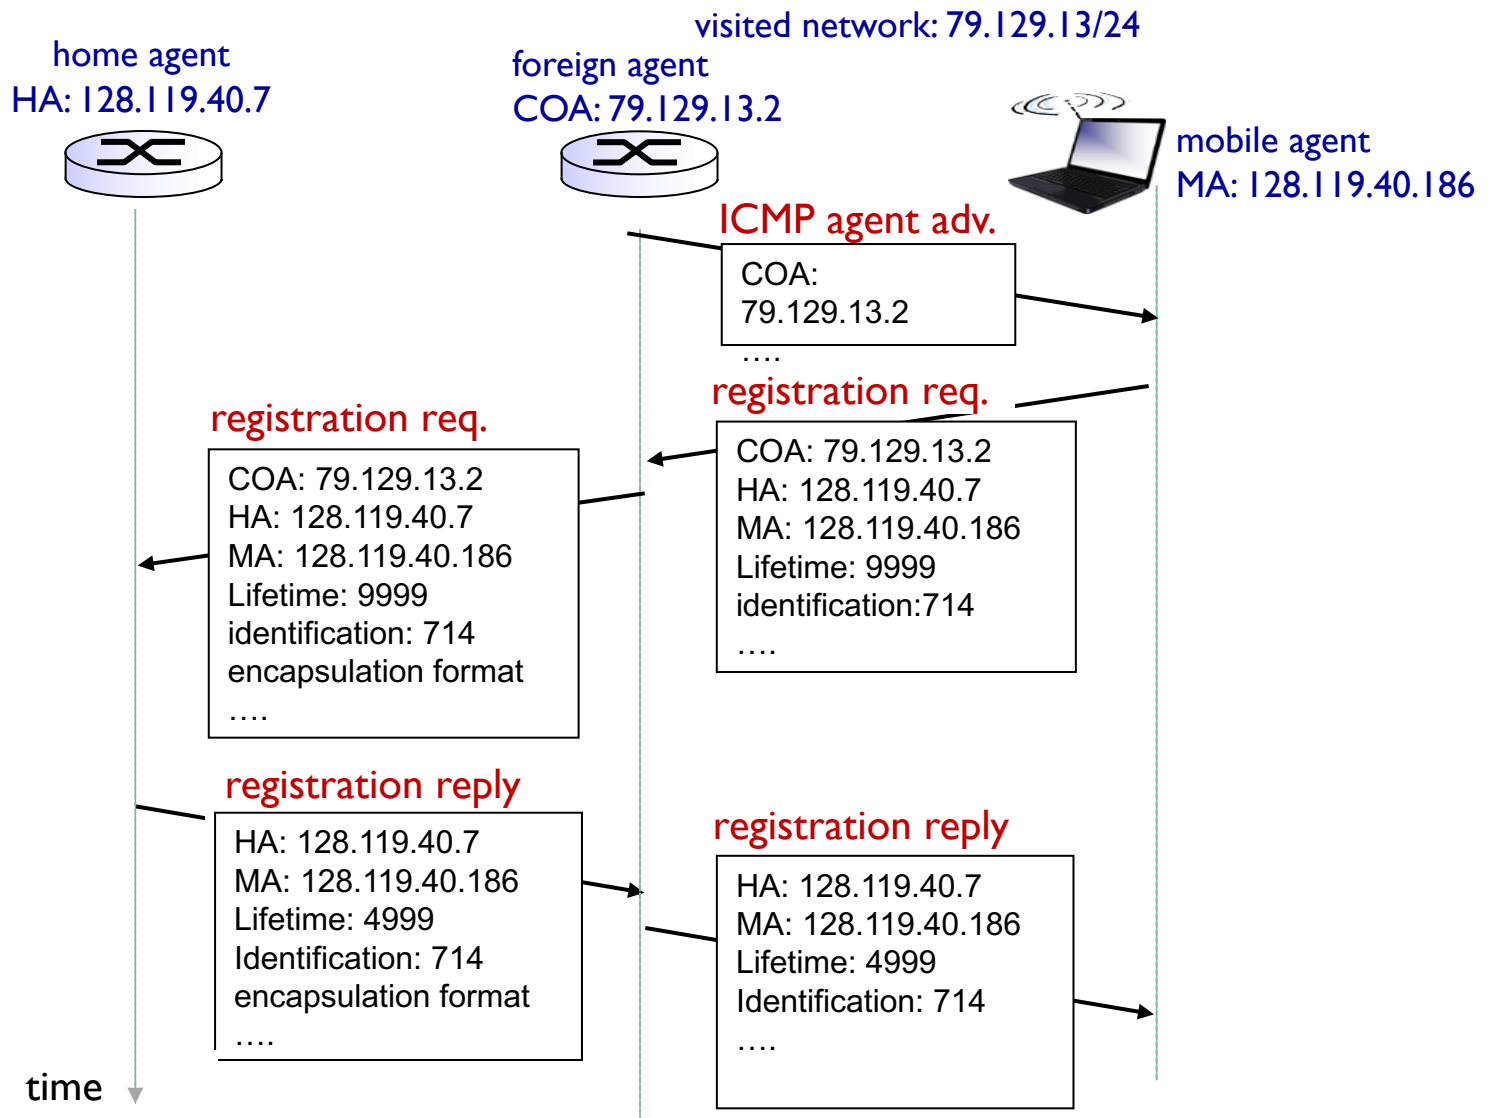 visited network: 79.129.13/24
home agent
HA: 128.119.40.7
foreign agent
COA: 79.129.13.2
mobile agent
MA: 128.119.40.186
ICMP agent adv.
COA:
79.129.13.2
….
registration req.
COA: 79.129.13.2
HA: 128.119.40.7
MA: 128.119.40.186
Lifetime: 9999
identification:714
….
registration req.
COA: 79.129.13.2
HA: 128.119.40.7
MA: 128.119.40.186
Lifetime: 9999
identification: 714
encapsulation format
….
registration reply
HA: 128.119.40.7
MA: 128.119.40.186
Lifetime: 4999
Identification: 714
encapsulation format
….
registration reply
HA: 128.119.40.7
MA: 128.119.40.186
Lifetime: 4999
Identification: 714
….
time